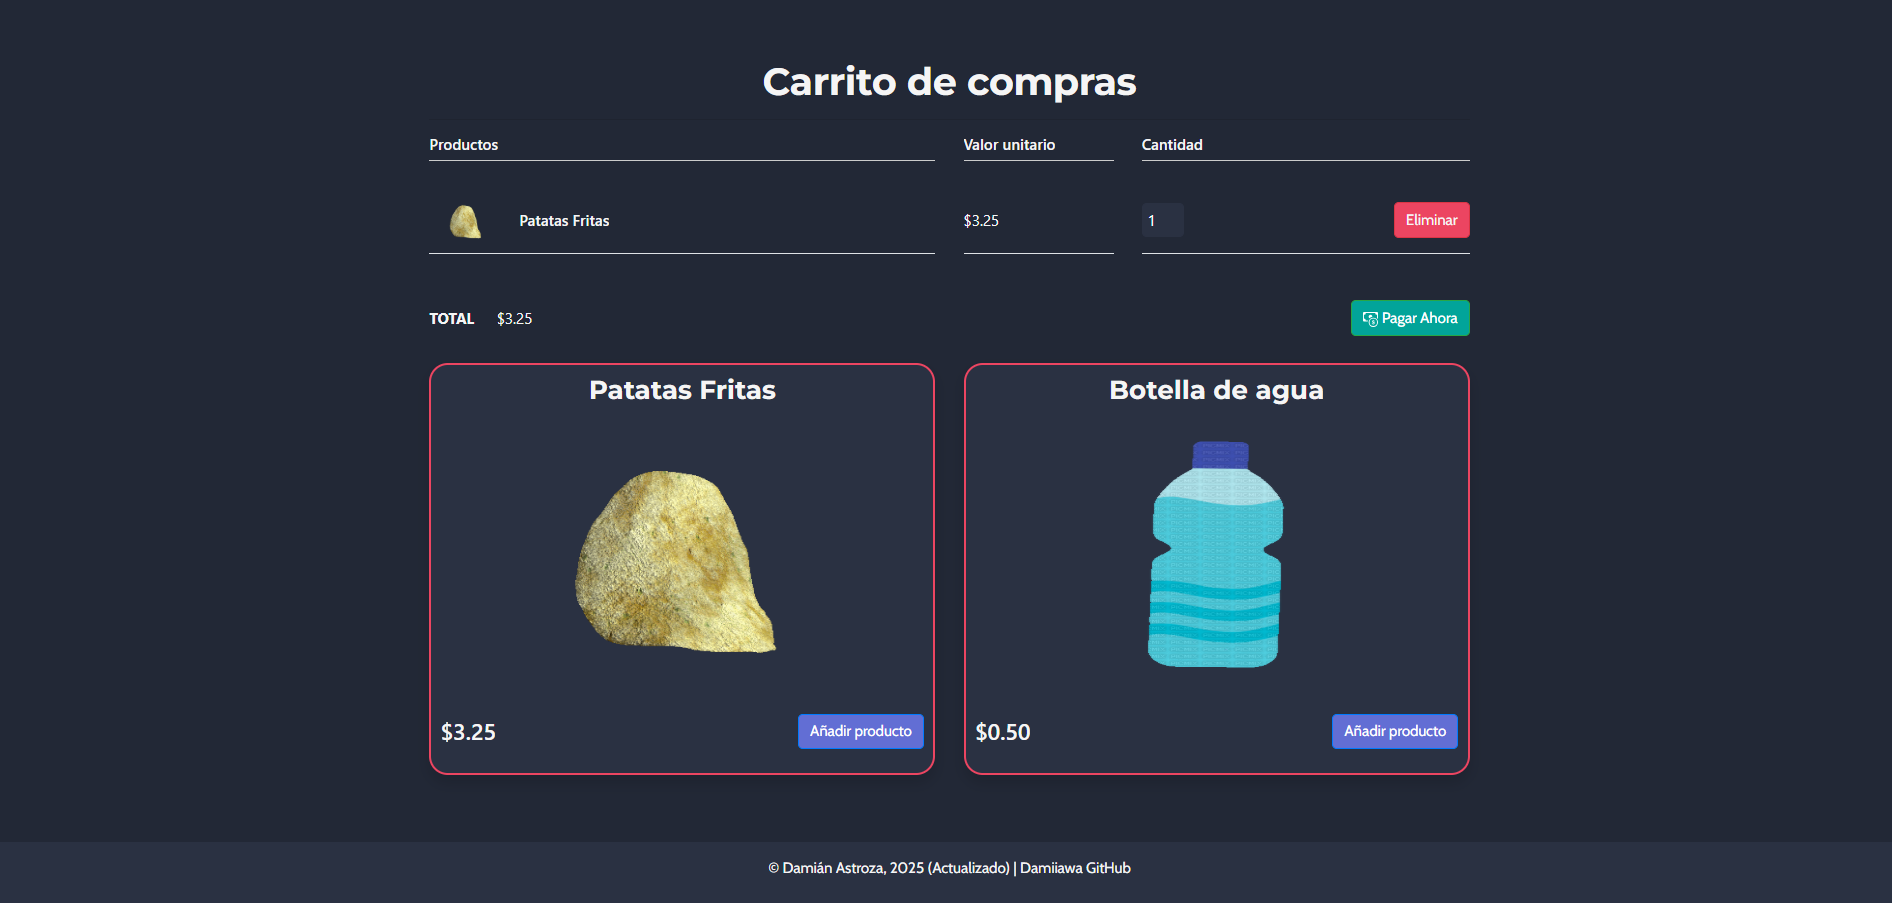 Carrito de compras
Productos Valor unitario Cantidad
Patatas Fritas $3.25 1 Eliminar
TOTAL $3.25 Pagar Ahora
Patatas Fritas
$3.25 Añadir producto
Botella de agua
$0.50 Añadir producto
© Damián Astroza, 2025 (Actualizado) | Damiiawa GitHub